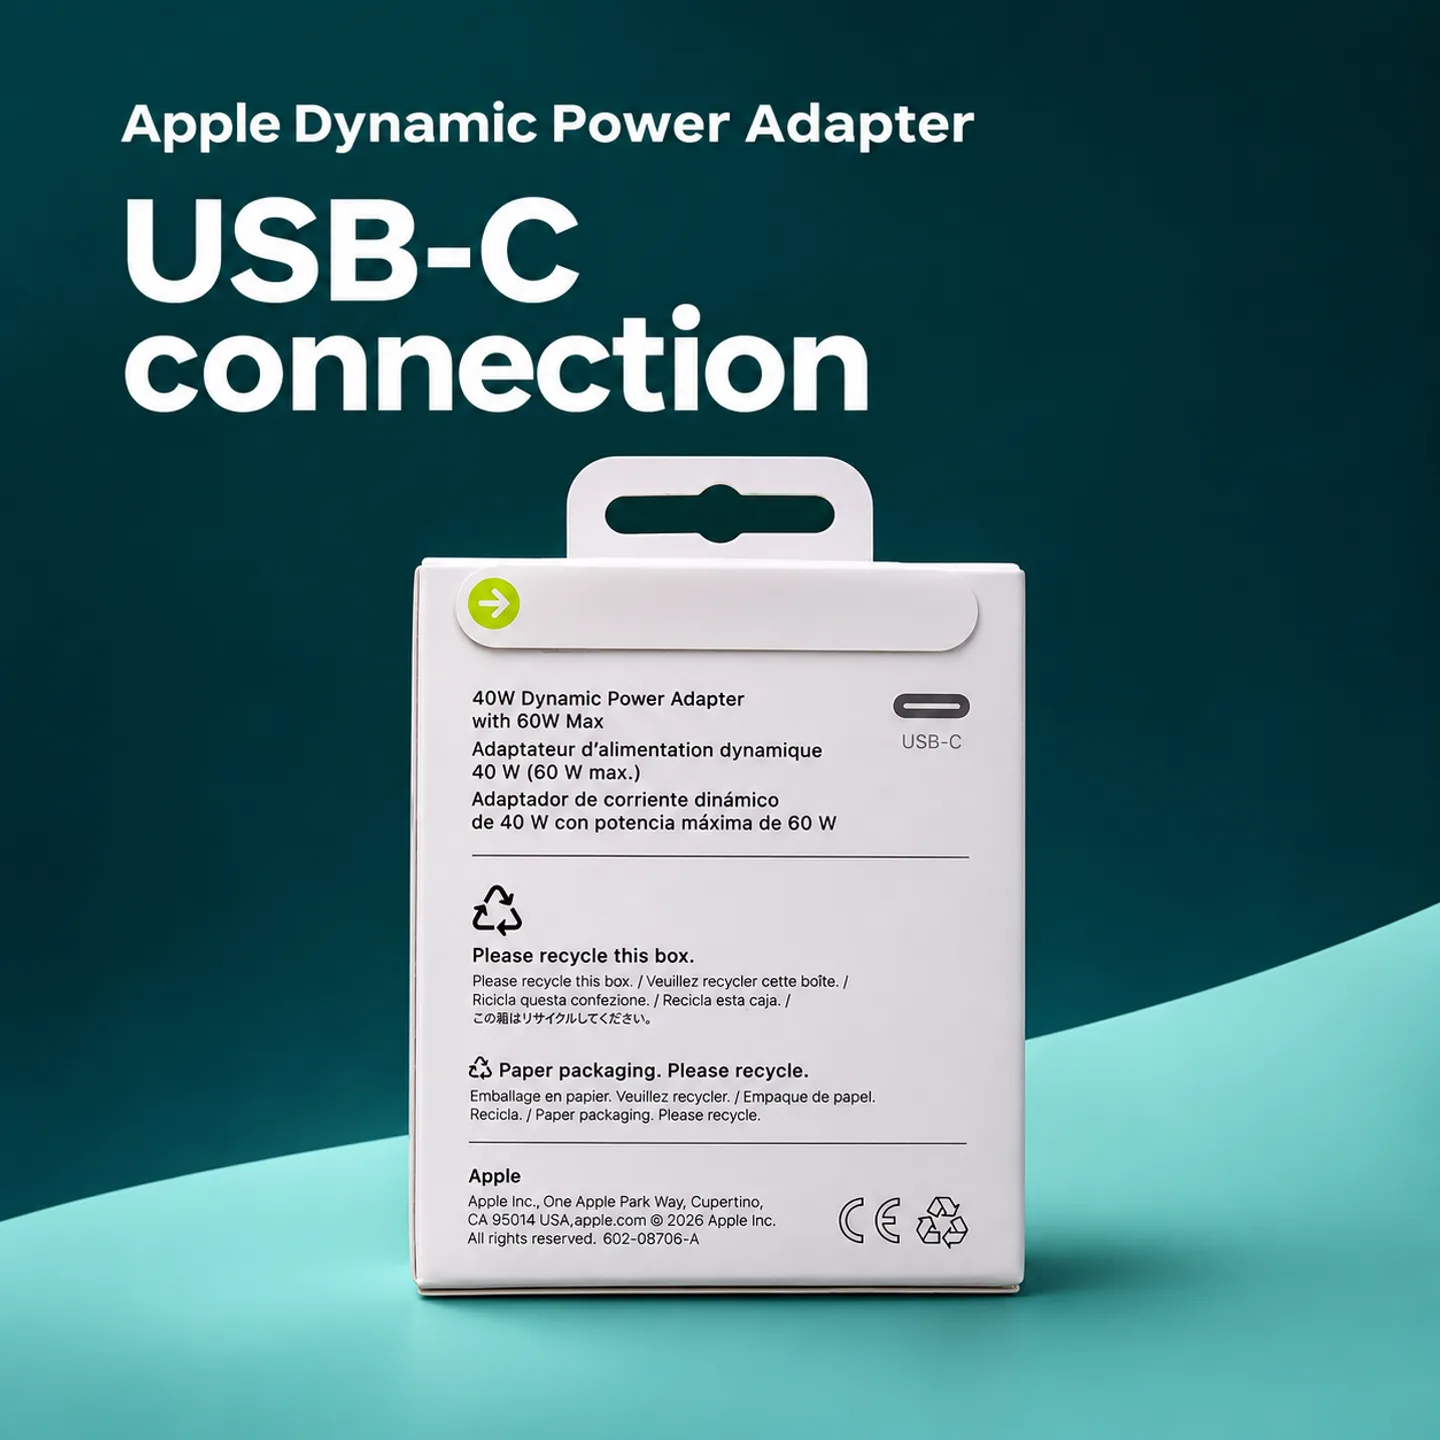 Apple Dynamic Power Adapter
USB-C
connection
40W Dynamic Power Adapter
with 60W Max
USB-C
Adaptateur d’alimentation dynamique
40 W (60 W max.)
Adaptador de corriente dinámico
de 40 W con potencia máxima de 60 W
Please recycle this box.
Please recycle this box. / Veuillez recycler cette boîte. /
Ricicla questa confezione. / Recicla esta caja. /
この箱はリサイクルしてください。
Paper packaging. Please recycle.
Emballage en papier. Veuillez recycler. / Empaque de papel.
Recicla. / Paper packaging. Please recycle.
Apple
Apple Inc., One Apple Park Way, Cupertino,
CA 95014 USA,apple.com © 2026 Apple Inc.
All rights reserved. 602-08706-A
CE